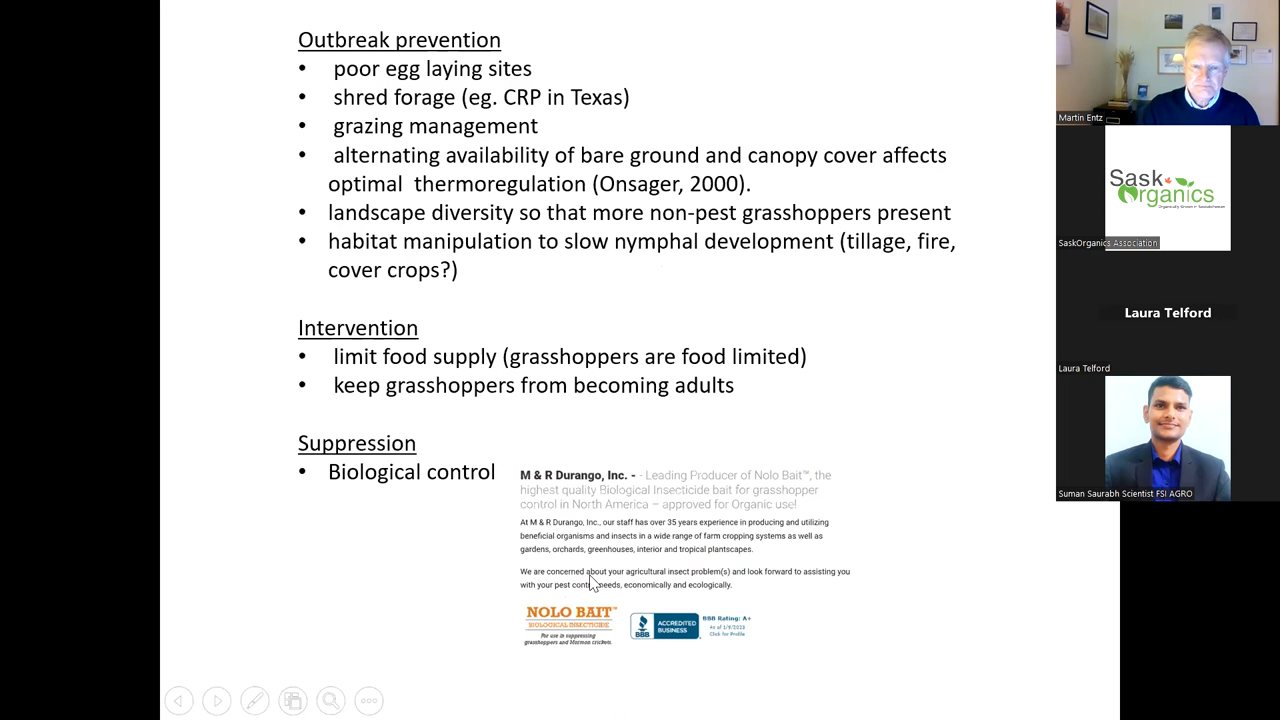 Outbreak prevention
• poor egg laying sites
• shred forage (eg. CRP in Texas)
• grazing management
• alternating availability of bare ground and canopy cover affects
optimal thermoregulation (Onsager, 2000).
• landscape diversity so that more non-pest grasshoppers present
• habitat manipulation to slow nymphal development (tillage, fire,
cover crops?)
Intervention
• limit food supply (grasshoppers are food limited)
• keep grasshoppers from becoming adults
Suppression
• Biological control
M & R Durango, Inc. - - Leading Producer of Nolo Bait™, the
highest quality Biological Insecticide bait for grasshopper
control in North America – approved for Organic use!
At M & R Durango, Inc., our staff has over 35 years experience in producing and utilizing
beneficial organisms and insects in a wide range of farm cropping systems as well as
gardens, orchards, greenhouses, interior and tropical plantscapes.
We are concerned about your agricultural insect problem(s) and look forward to assisting you
with your pest control needs, economically and ecologically.
NOLO BAIT™
BIOLOGICAL INSECTICIDE
For use in suppressing
grasshoppers and Mormon crickets
BBB
ACCREDITED
BUSINESS
BBB Rating: A+
As of 1/9/2022
Click for Profile
Martin Entz
Sask
Organics
SaskOrganics Association
Laura Telford
Laura Telford
Suman Saurabh Scientist FSI AGRO